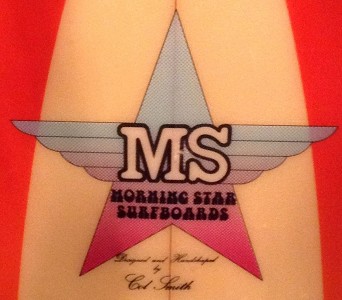 MS
MORNING STAR
SURFBOARDS
Designed and Handshaped
by
Col Smith